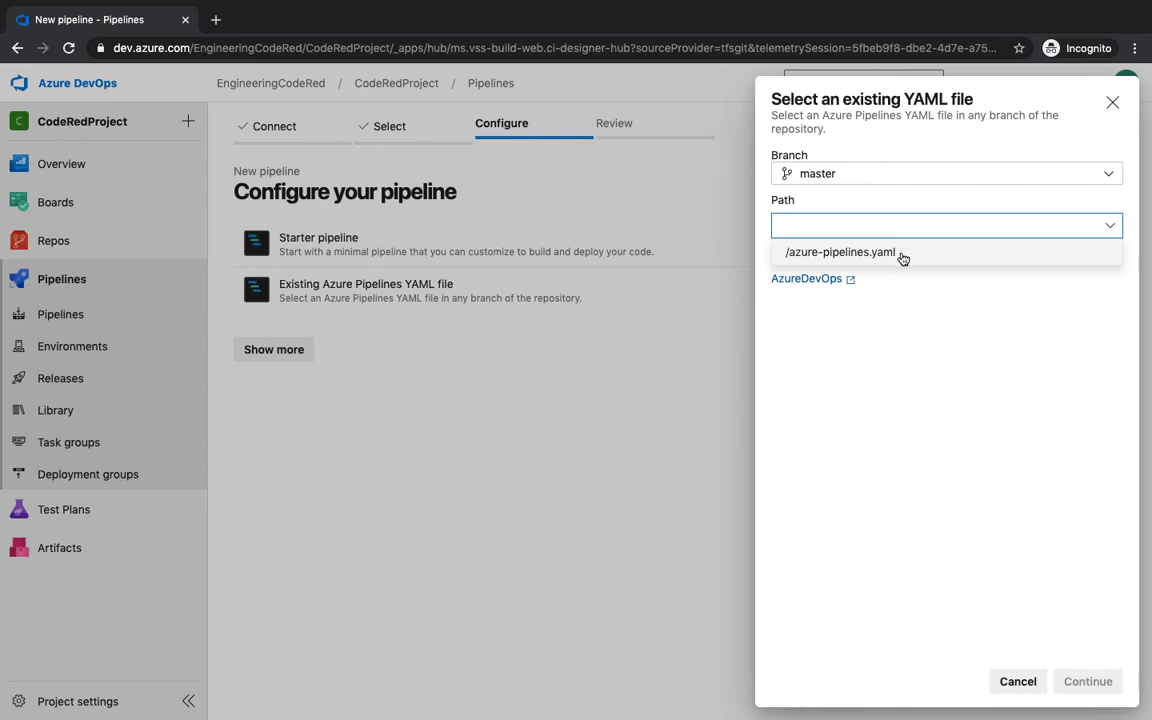 New pipeline - Pipelines
dev.azure.com/EngineeringCodeRed/CodeRedProject/_apps/hub/ms.vss-build-web.ci-designer-hub?sourceProvider=tfsgit&telemetrySession=5fbeb9f8-dbe2-4d7e-a75...
Incognito
Azure DevOps
EngineeringCodeRed / CodeRedProject / Pipelines
C CodeRedProject
Overview
Boards
Repos
Pipelines
Pipelines
Environments
Releases
Library
Task groups
Deployment groups
Test Plans
Artifacts
Project settings
Connect
Select
Configure
Review
New pipeline
Configure your pipeline
Starter pipeline
Start with a minimal pipeline that you can customize to build and deploy your code.
Existing Azure Pipelines YAML file
Select an Azure Pipelines YAML file in any branch of the repository.
Show more
Select an existing YAML file
Select an Azure Pipelines YAML file in any branch of the
repository.
Branch
master
Path
/azure-pipelines.yaml
AzureDevOps
Cancel
Continue